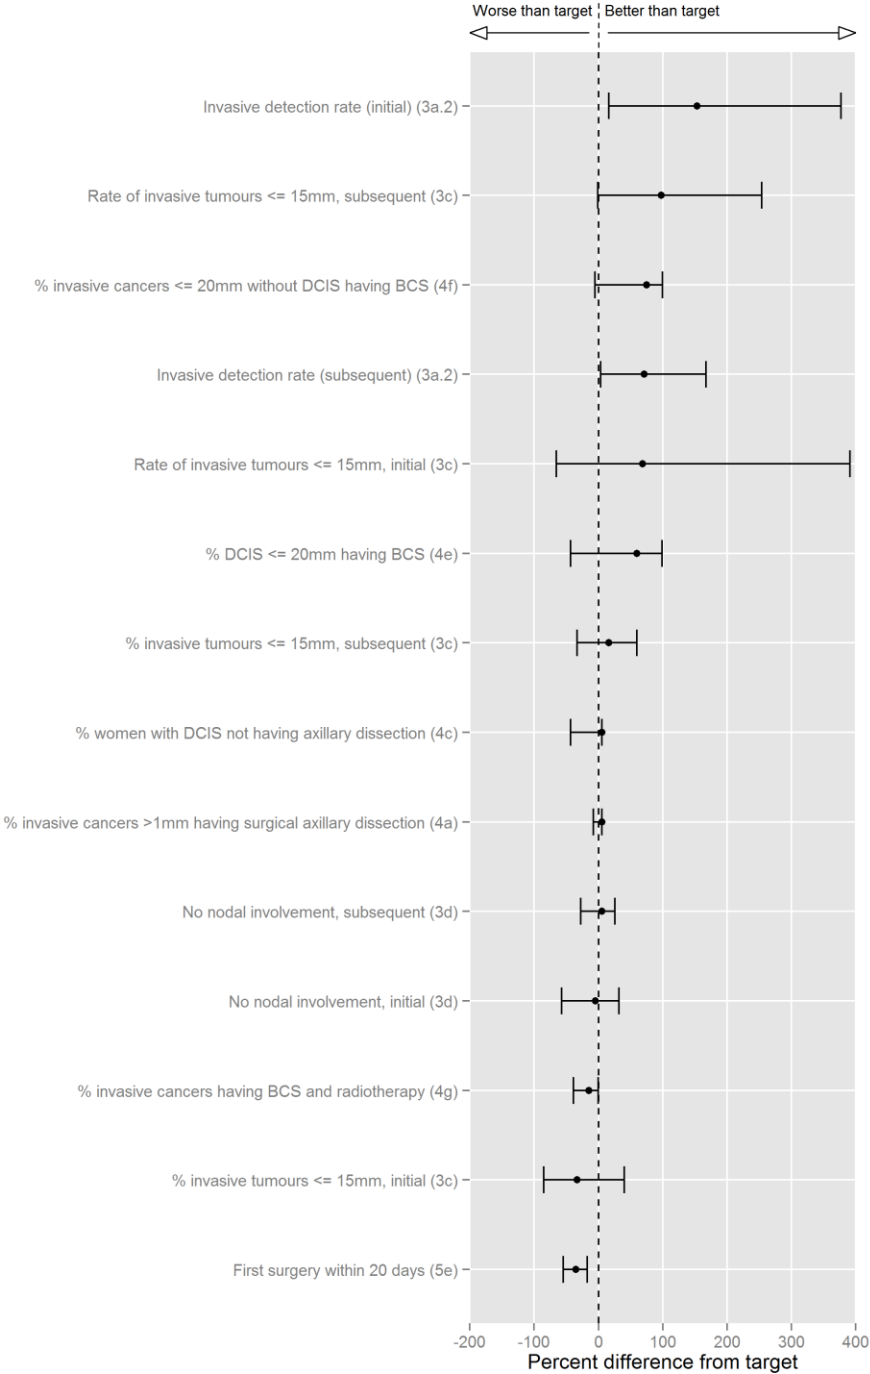 Worse than target Better than target
Invasive detection rate (initial) (3a.2)
Rate of invasive tumours <= 15mm, subsequent (3c)
% invasive cancers <= 20mm without DCIS having BCS (4f)
Invasive detection rate (subsequent) (3a.2)
Rate of invasive tumours <= 15mm, initial (3c)
% DCIS <= 20mm having BCS (4e)
% invasive tumours <= 15mm, subsequent (3c)
% women with DCIS not having axillary dissection (4c)
% invasive cancers >1mm having surgical axillary dissection (4a)
No nodal involvement, subsequent (3d)
No nodal involvement, initial (3d)
% invasive cancers having BCS and radiotherapy (4g)
% invasive tumours <= 15mm, initial (3c)
First surgery within 20 days (5e)
-200 -100 0 100 200 300 400
Percent difference from target